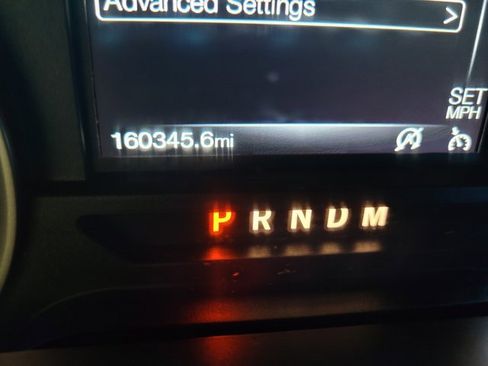 Advanced Settings >
SET
MPH
160345.6mi
P R N D M